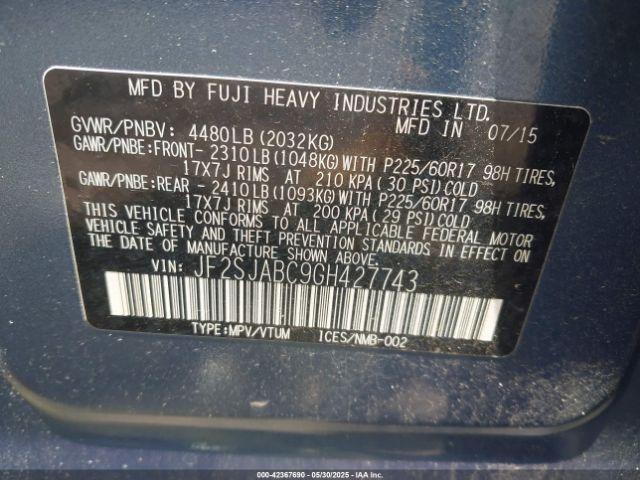 MFD BY FUJI HEAVY INDUSTRIES LTD.
GVWR/PNBV: 4480LB(2032KG) MFD IN 07/15
GAWR/PNBE:FRONT- 2310LB(1048KG)WITH P225/60R17 98H TIRES,
17X7J RIMS AT 210 KPA(30 PSI)COLD
GAWR/PNBE:REAR - 2410LB(1093KG)WITH P225/60R17 98H TIRES,
17X7J RIMS AT 200 KPA(29 PSI)COLD
THIS VEHICLE CONFORMS TO ALL APPLICABLE FEDERAL MOTOR
VEHICLE SAFETY AND THEFT PREVENTION STANDARDS
IN EFFECT ON THE DATE OF MANUFACTURE SHOWN ABOVE.
VIN: JF2SJABC9GH427743
TYPE:MPV/VTUM ICES/NMB-002
000-42367690 - 05/30/2025 - IAAI.COM